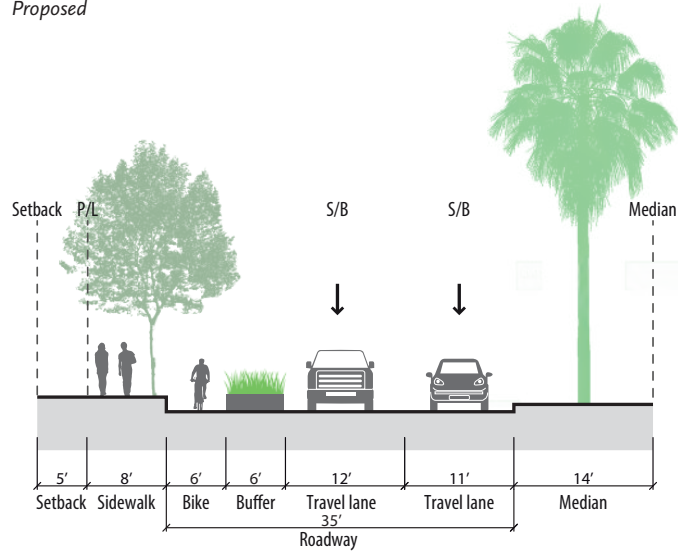 Proposed
Setback P/L S/B S/B Median
5’ 8’ 6’ 6’ 12’ 11’ 14’
Setback Sidewalk Bike Buffer Travel lane Travel lane Median
35’
Roadway